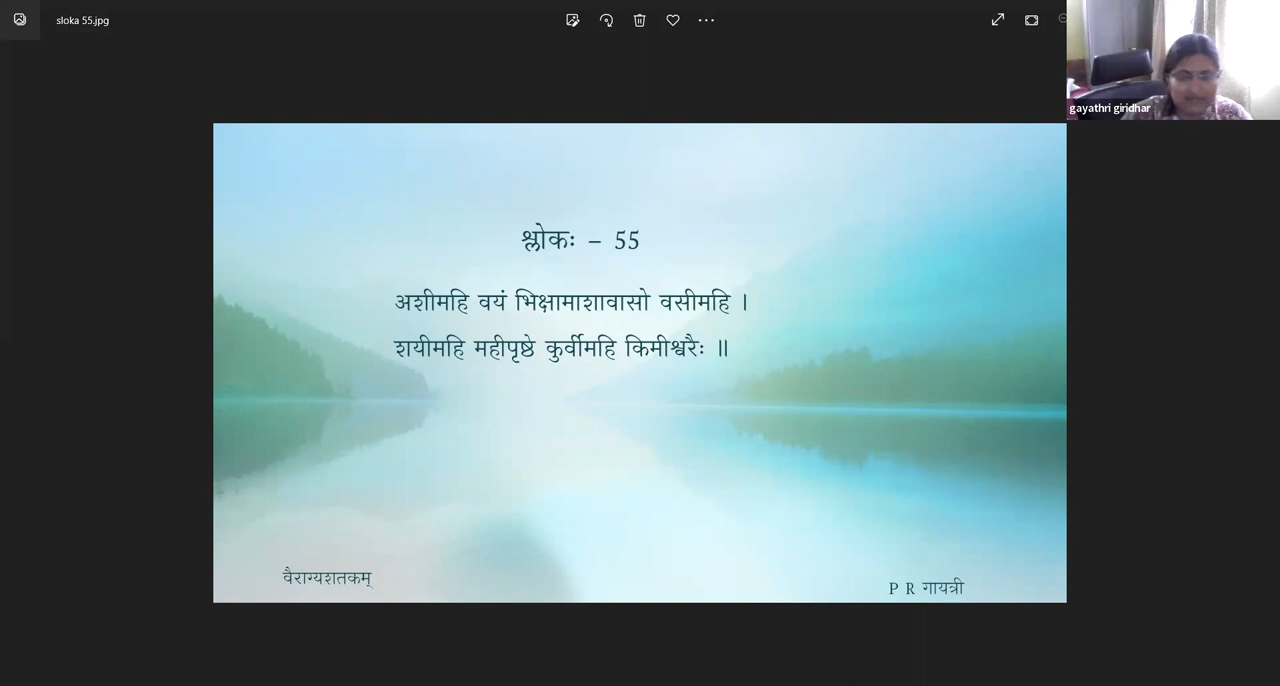 sloka 55.jpg
gayathri giridhar
श्लोकः – 55
अशीमहि वयं भिक्षामाशावासो वसीमहि ।
शयीमहि महीपृष्ठे कुर्वीमहि किमीश्वरैः ॥
वैराग्यशतकम्
P R गायत्री